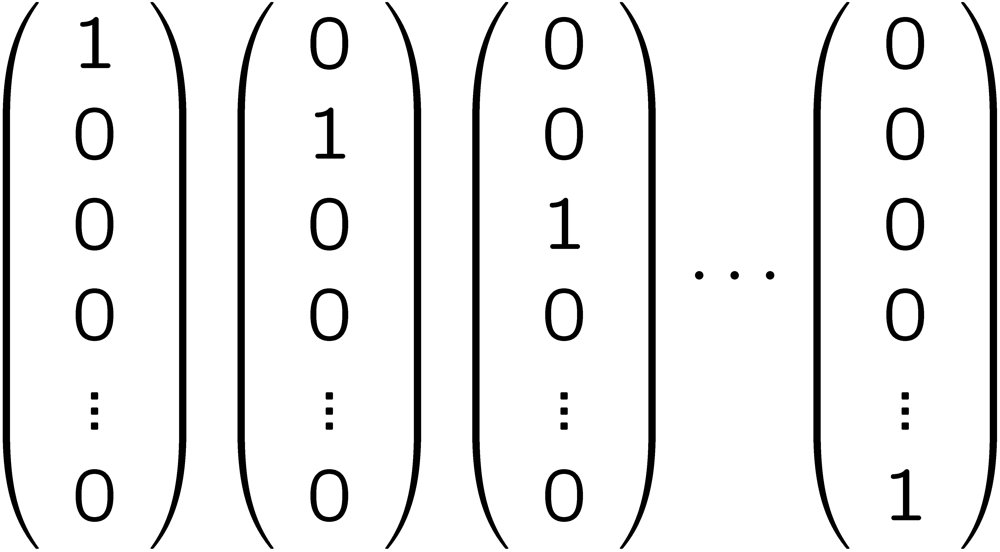 1 0 0 0
0 1 0 0
0 0 1 0
0 0 0 ... 0
⋮ ⋮ ⋮ ⋮
0 0 0 1